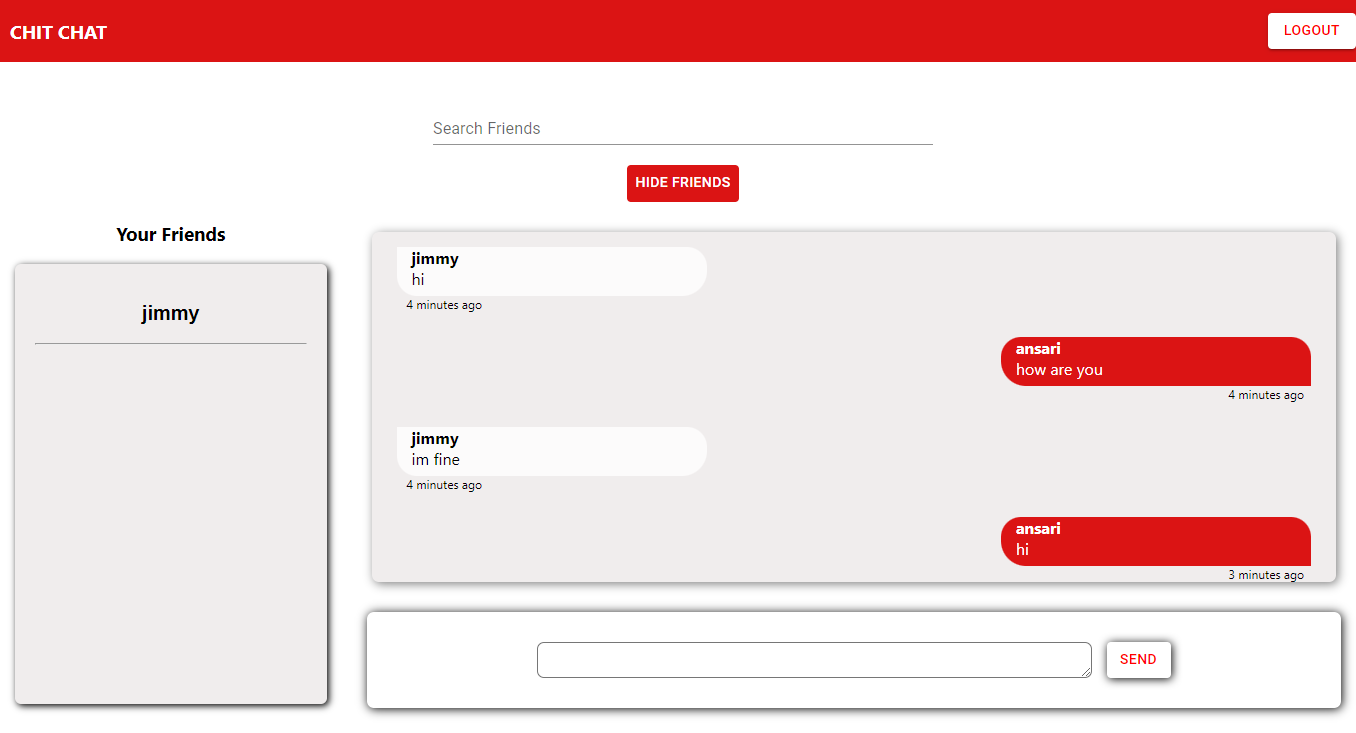 CHIT CHAT
LOGOUT
Search Friends
HIDE FRIENDS
Your Friends
jimmy
jimmy
hi
4 minutes ago
ansari
how are you
4 minutes ago
jimmy
im fine
4 minutes ago
ansari
hi
3 minutes ago
SEND